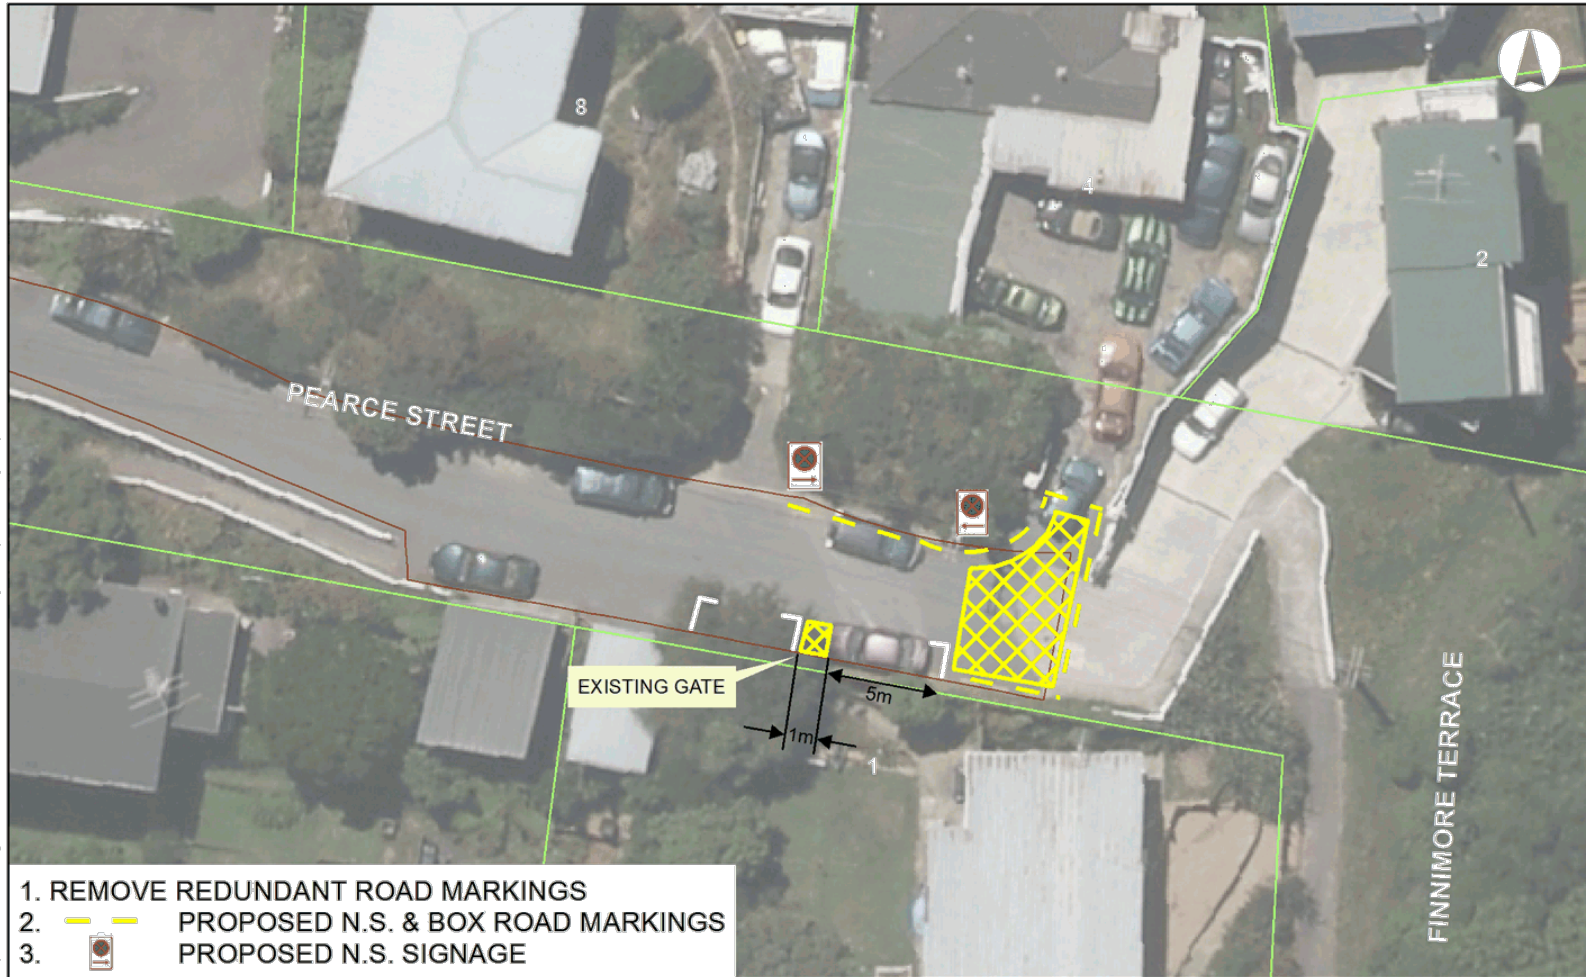 8
4
2
PEARCE STREET
EXISTING GATE
5m
1m
1
FINNIMORE TERRACE
1. REMOVE REDUNDANT ROAD MARKINGS
2. PROPOSED N.S. & BOX ROAD MARKINGS
3. PROPOSED N.S. SIGNAGE